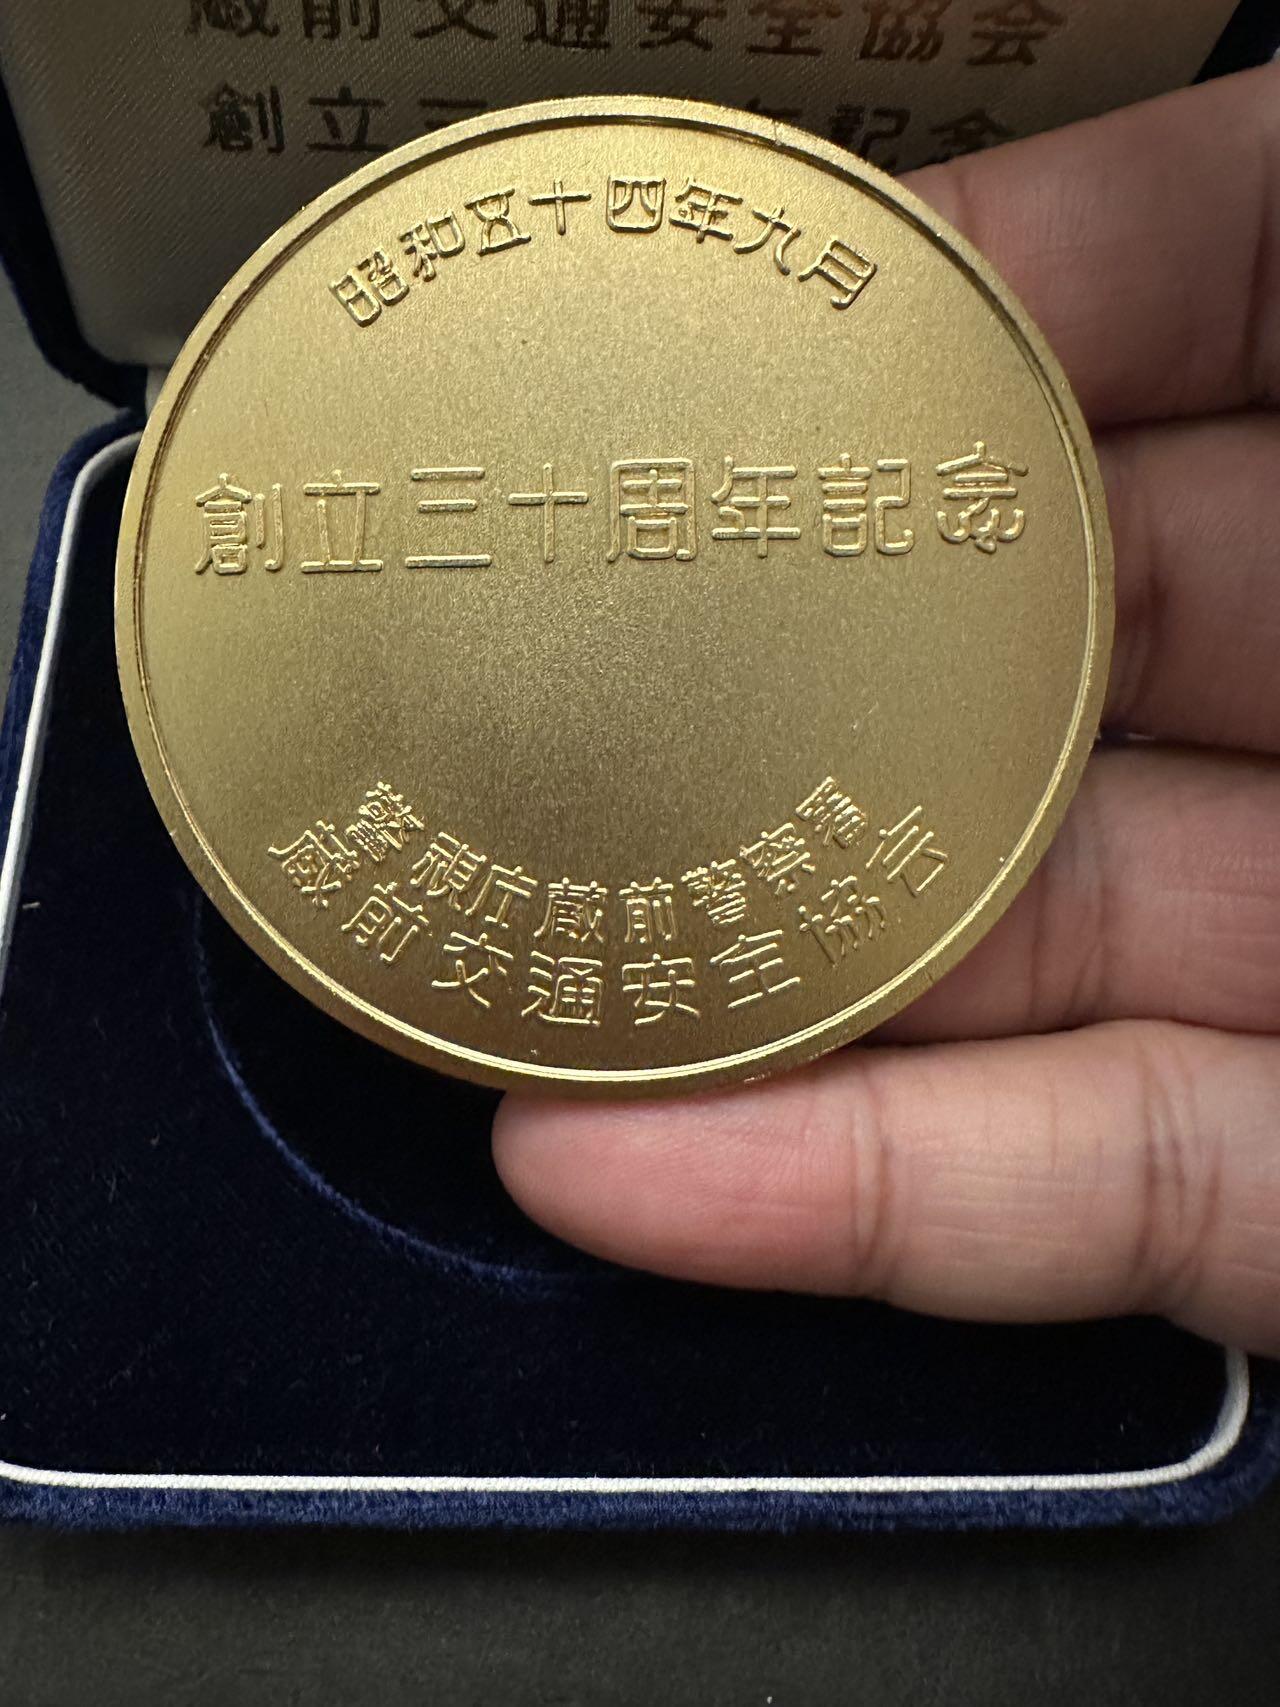 蔵前交通安全協会
創立三十周年記念
昭和五十四年九月
創立三十周年記念
警視庁蔵前警察署
蔵前交通安全協会